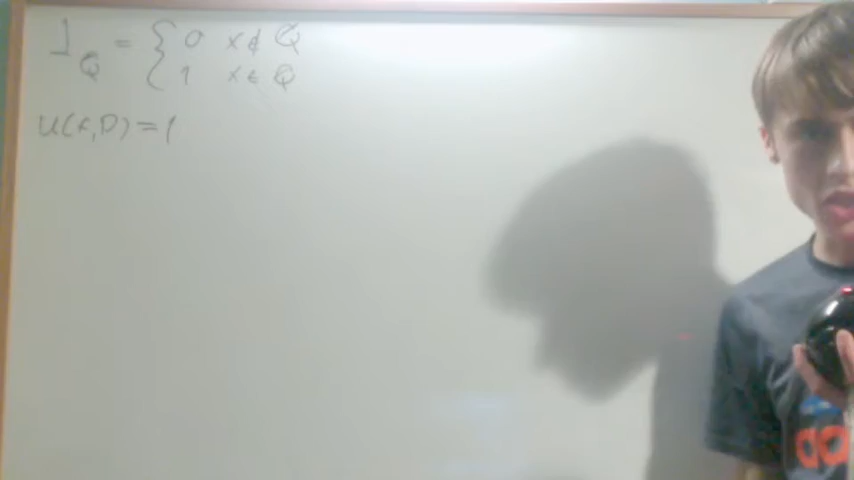 1_Q = { 0 x ∉ Q
1 x ∈ Q
U(f,D) = 1